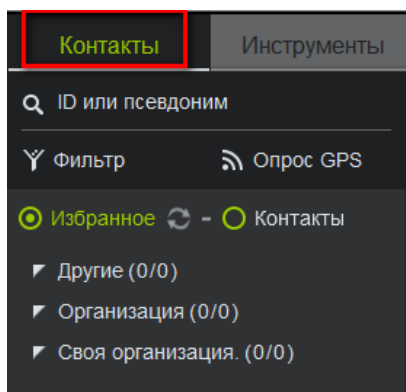 Контакты Инструменты
ID или псевдоним
Фильтр Опрос GPS
Избранное - Контакты
Другие (0/0)
Организация (0/0)
Своя организация. (0/0)